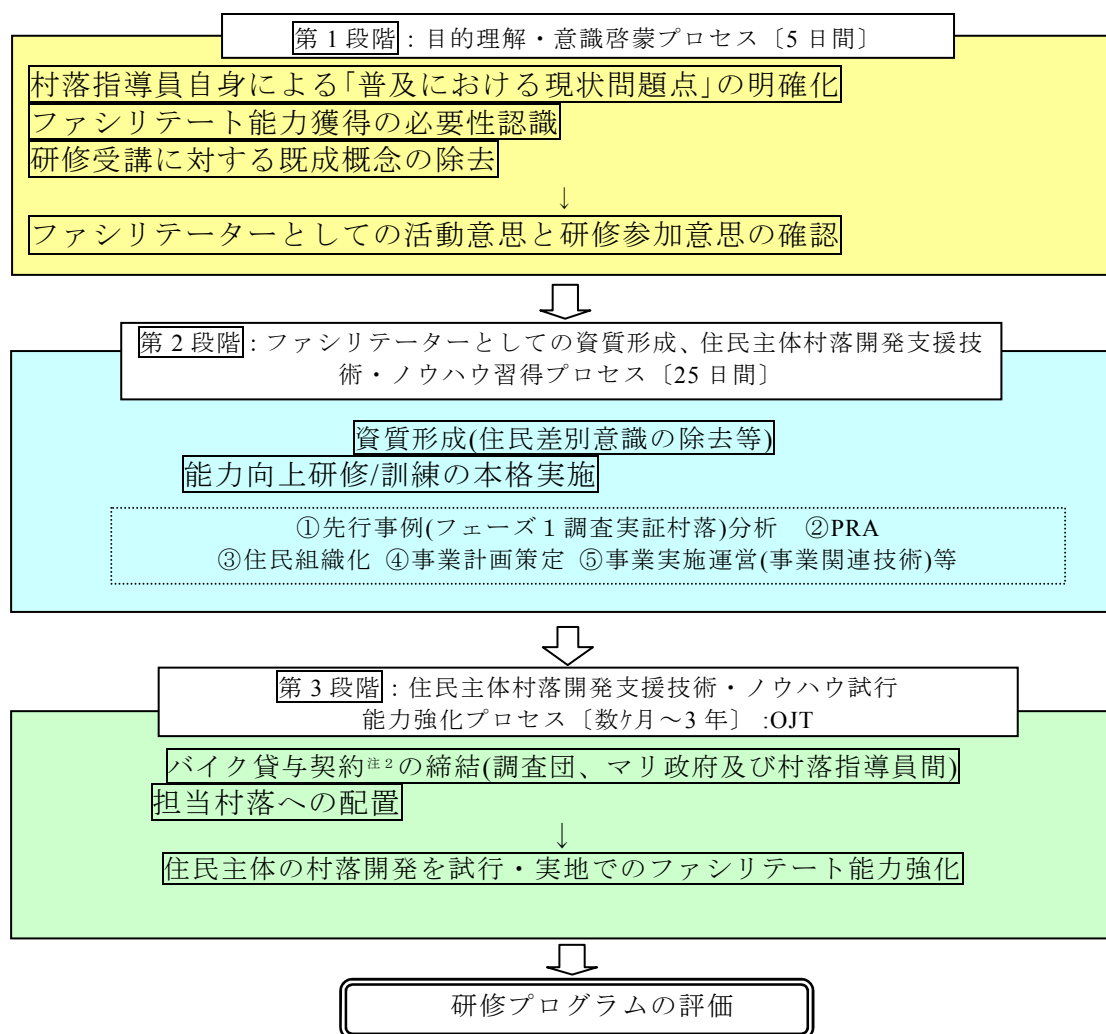 第1段階：目的理解・意識啓蒙プロセス〔5日間〕
村落指導員自身による「普及における現状問題点」の明確化
ファシリテート能力獲得の必要性認識
研修受講に対する既成概念の除去
↓
ファシリテーターとしての活動意思と研修参加意思の確認
第2段階：ファシリテーターとしての資質形成、住民主体村落開発支援技
術・ノウハウ習得プロセス〔25日間〕
資質形成(住民差別意識の除去等)
能力向上研修/訓練の本格実施
①先行事例(フェーズ１調査実証村落)分析　②PRA
③住民組織化 ④事業計画策定 ⑤事業実施運営(事業関連技術)等
第3段階：住民主体村落開発支援技術・ノウハウ試行
能力強化プロセス〔数ｹ月～3年〕:OJT
バイク貸与契約注2の締結(調査団、マリ政府及び村落指導員間)
担当村落への配置
↓
住民主体の村落開発を試行・実地でのファシリテート能力強化
研修プログラムの評価